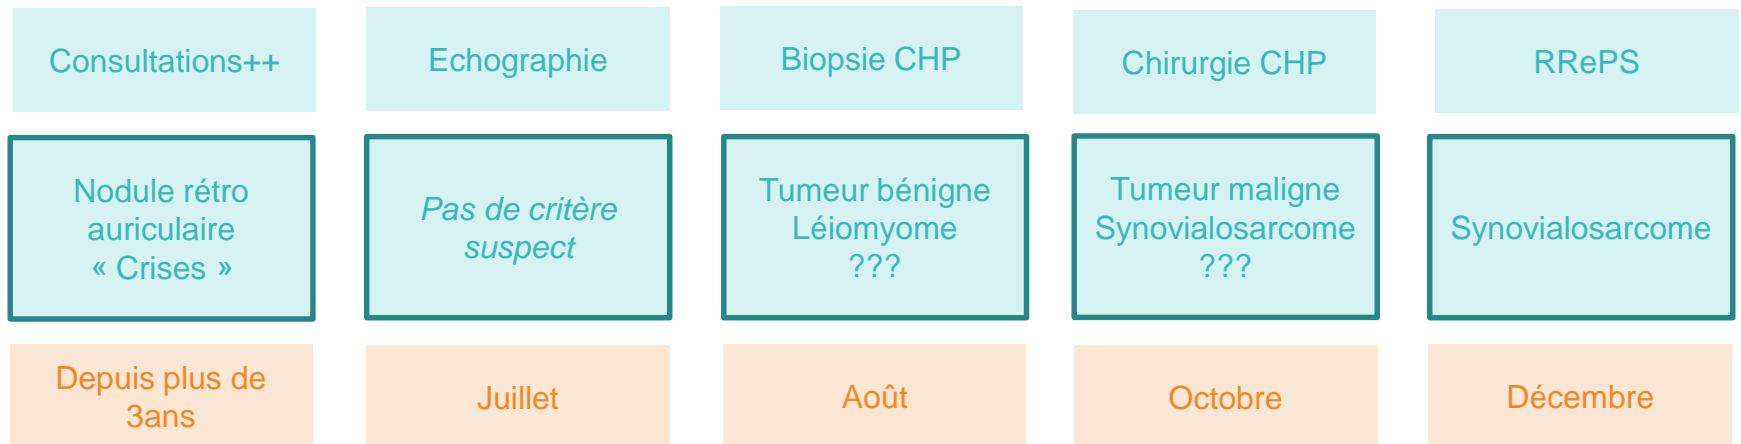 Consultations++
Echographie
Biopsie CHP
Chirurgie CHP
RRePS
Nodule rétro
auriculaire
« Crises »
Pas de critère
suspect
Tumeur bénigne
Léiomyome
???
Tumeur maligne
Synovialosarcome
???
Synovialosarcome
Depuis plus de
3ans
Juillet
Août
Octobre
Décembre